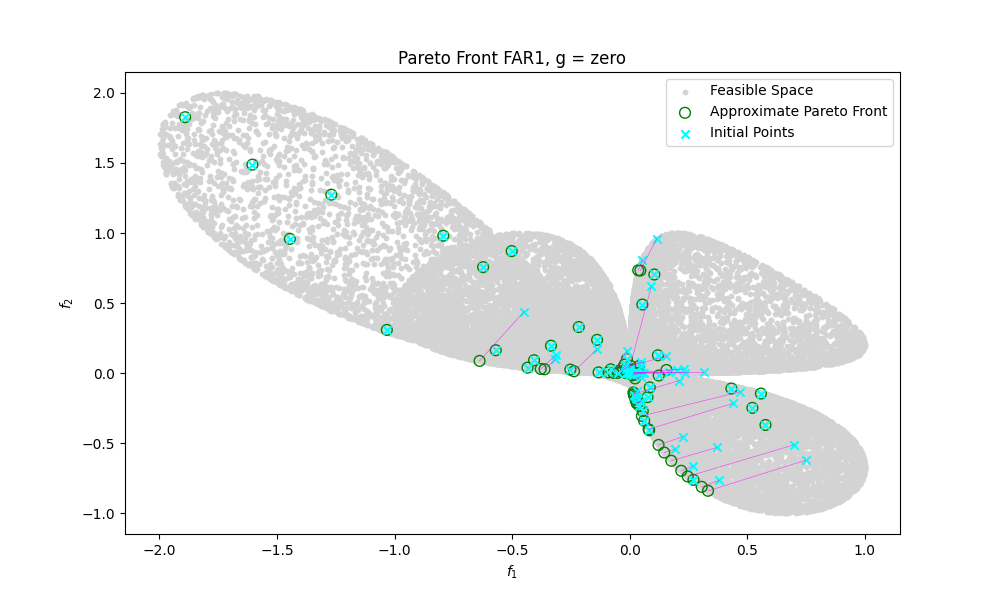 Pareto Front FAR1, g = zero
Feasible Space
Approximate Pareto Front
Initial Points
2.0
1.5
1.0
0.5
0.0
−0.5
−1.0
f₂
−2.0 −1.5 −1.0 −0.5 0.0 0.5 1.0
f₁